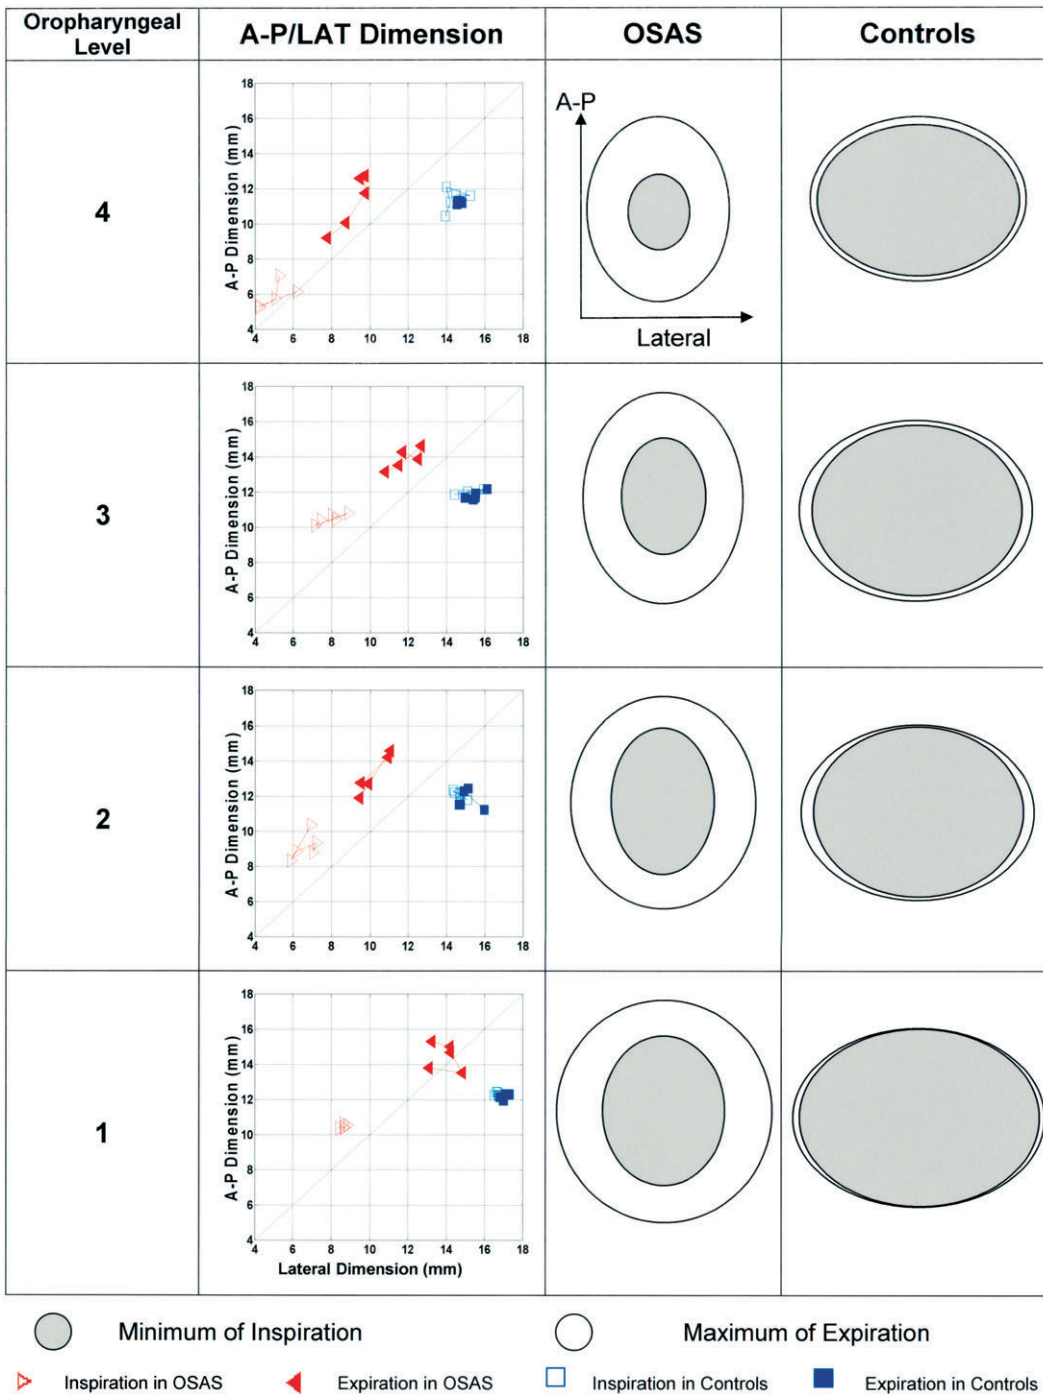 Oropharyngeal
Level
A-P/LAT Dimension
OSAS
Controls
4
A-P Dimension (mm)
18
16
14
12
10
8
6
4
4 6 8 10 12 14 16 18
A-P
Lateral
3
A-P Dimension (mm)
18
16
14
12
10
8
6
4
4 6 8 10 12 14 16 18
2
A-P Dimension (mm)
18
16
14
12
10
8
6
4
4 6 8 10 12 14 16 18
1
A-P Dimension (mm)
18
16
14
12
10
8
6
4
4 6 8 10 12 14 16 18
Lateral Dimension (mm)
Minimum of Inspiration
Maximum of Expiration
Inspiration in OSAS
Expiration in OSAS
Inspiration in Controls
Expiration in Controls